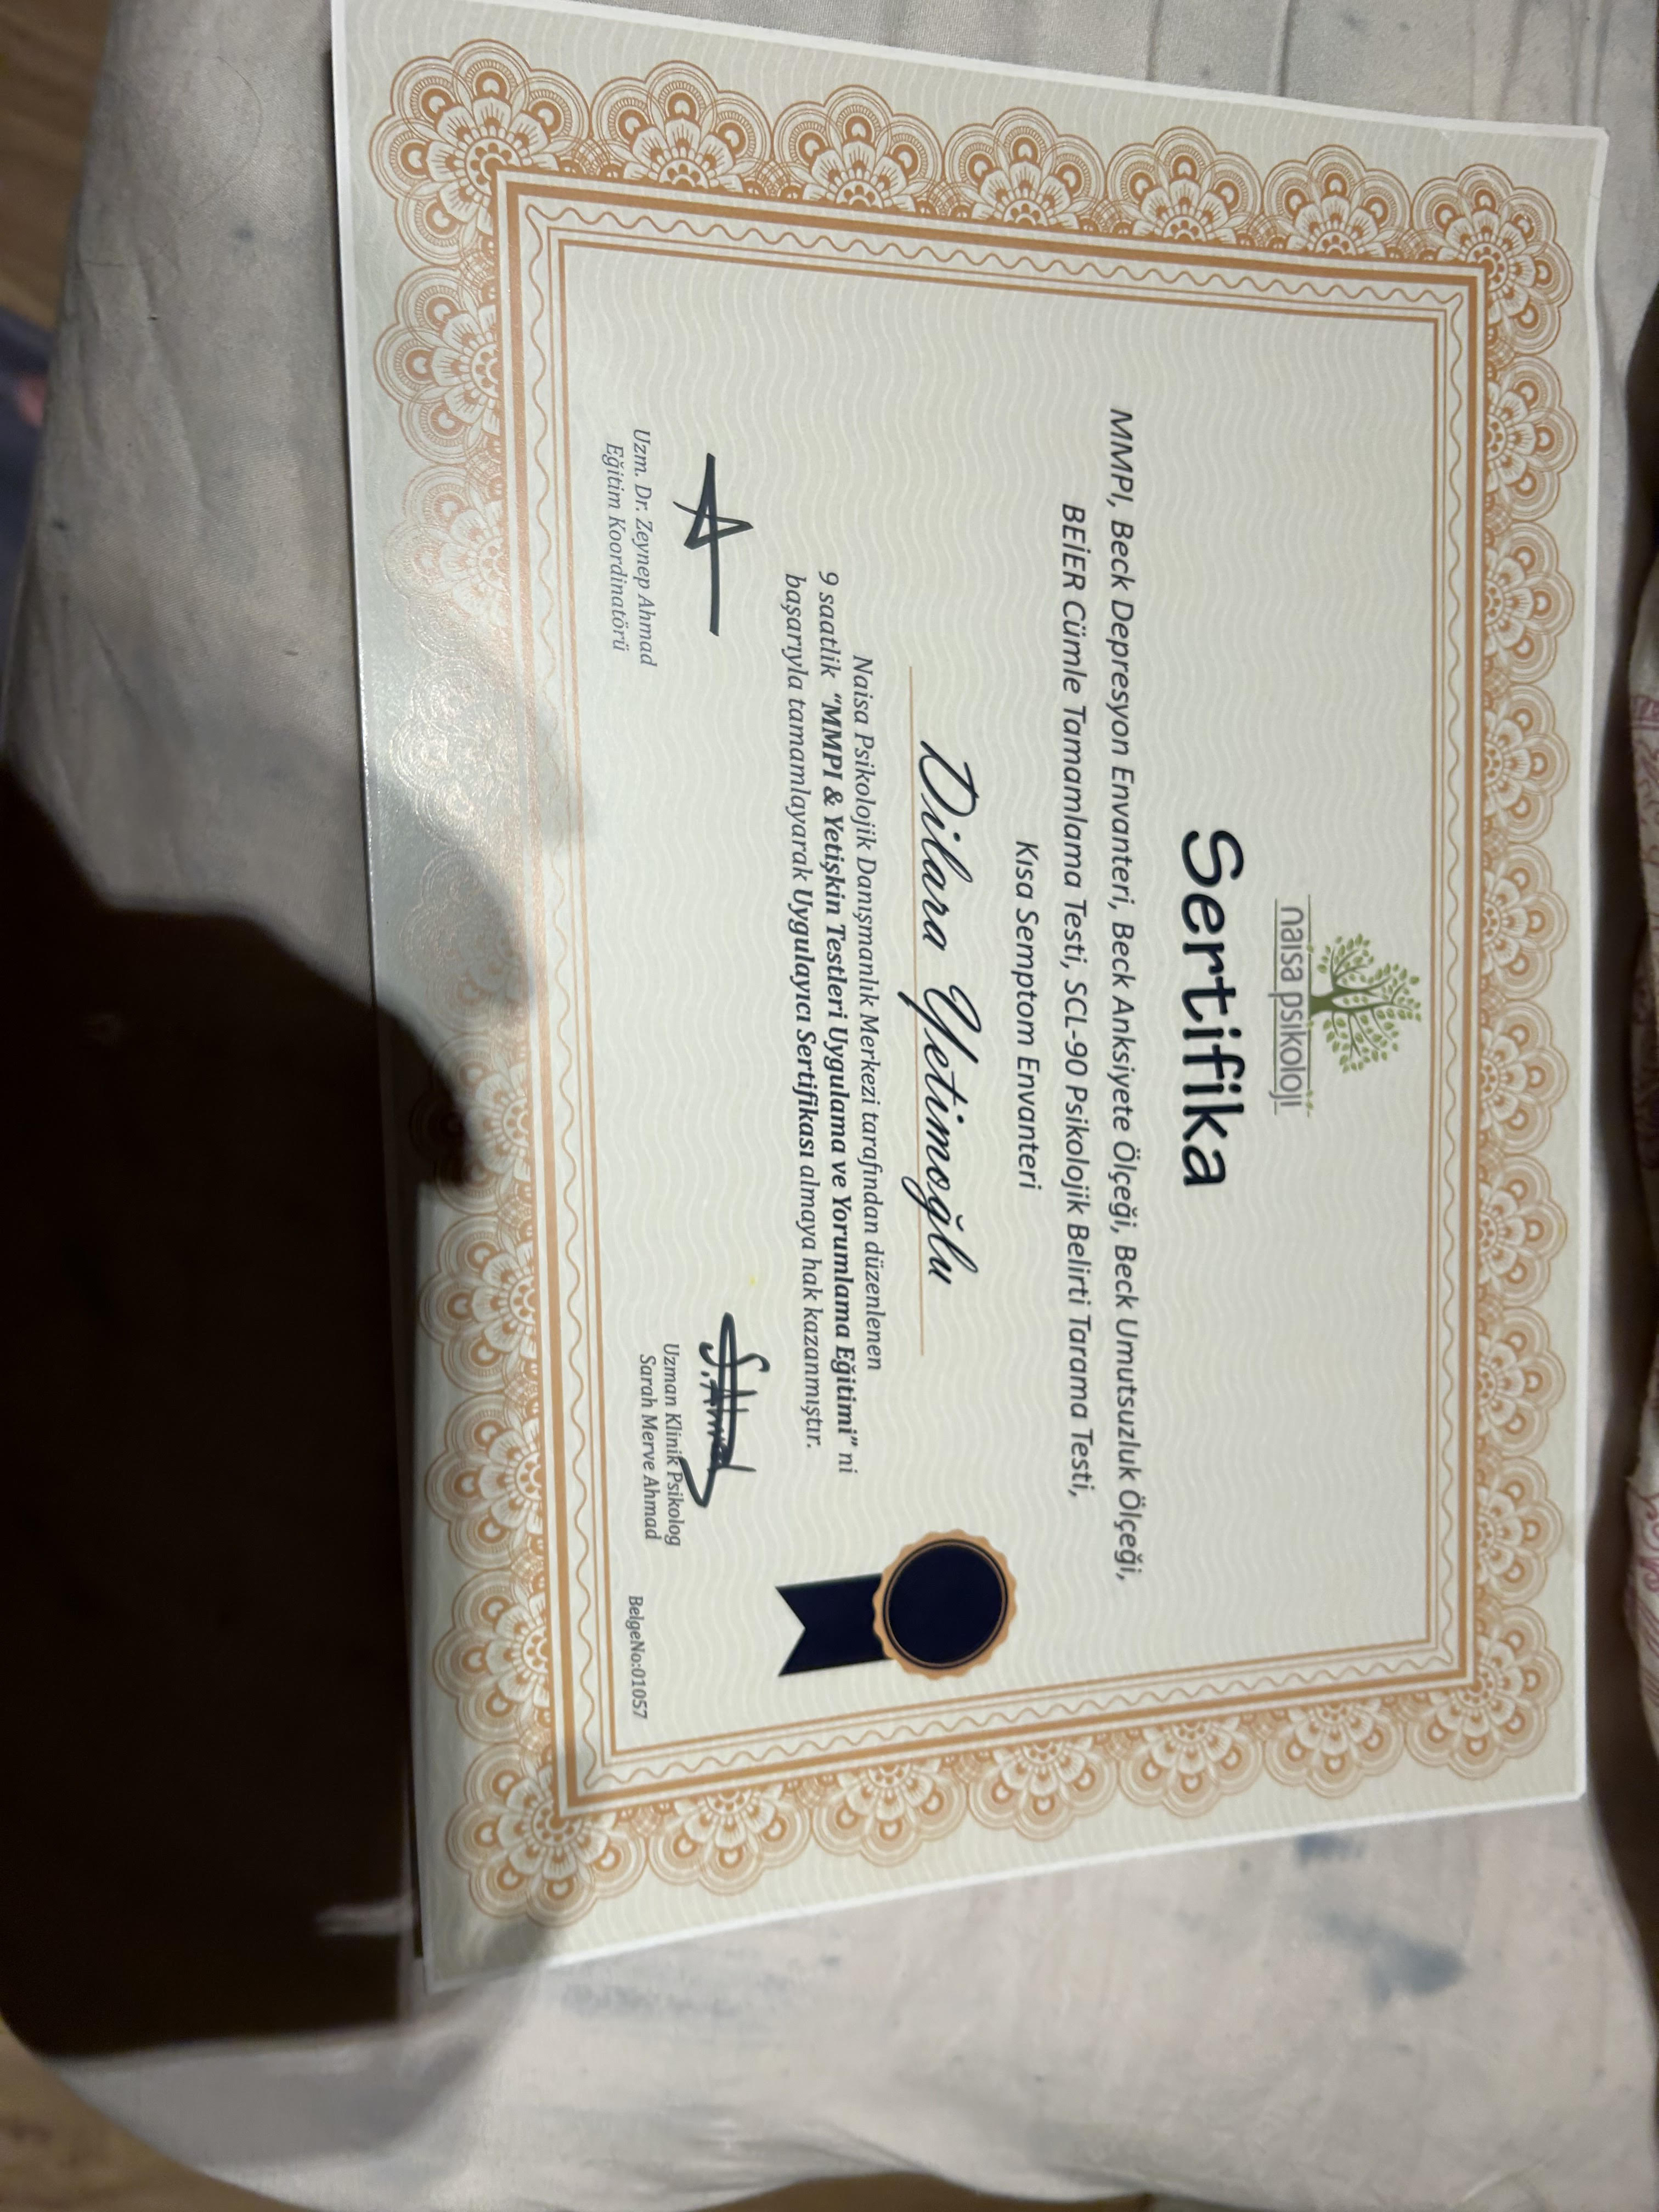 naisa psikoloji
Sertifika
MMPI, Beck Depresyon Envanteri, Beck Anksiyete Ölçeği, Beck Umutsuzluk Ölçeği,
BEİER Cümle Tamamlama Testi, SCL-90 Psikolojik Belirti Tarama Testi,
Kısa Semptom Envanteri
Dilara Yetimoğlu
Naisa Psikolojik Danışmanlık Merkezi tarafından düzenlenen
9 saatlik "MMPI & Yetişkin Testleri Uygulama ve Yorumlama Eğitimi" ni
başarıyla tamamlayarak Uygulayıcı Sertifikası almaya hak kazanmıştır.
Uzm. Dr. Zeynep Ahmad
Eğitim Koordinatörü
S.Ahmad
Uzman Klinik Psikolog
Sarah Merve Ahmad
BelgeNo:01057